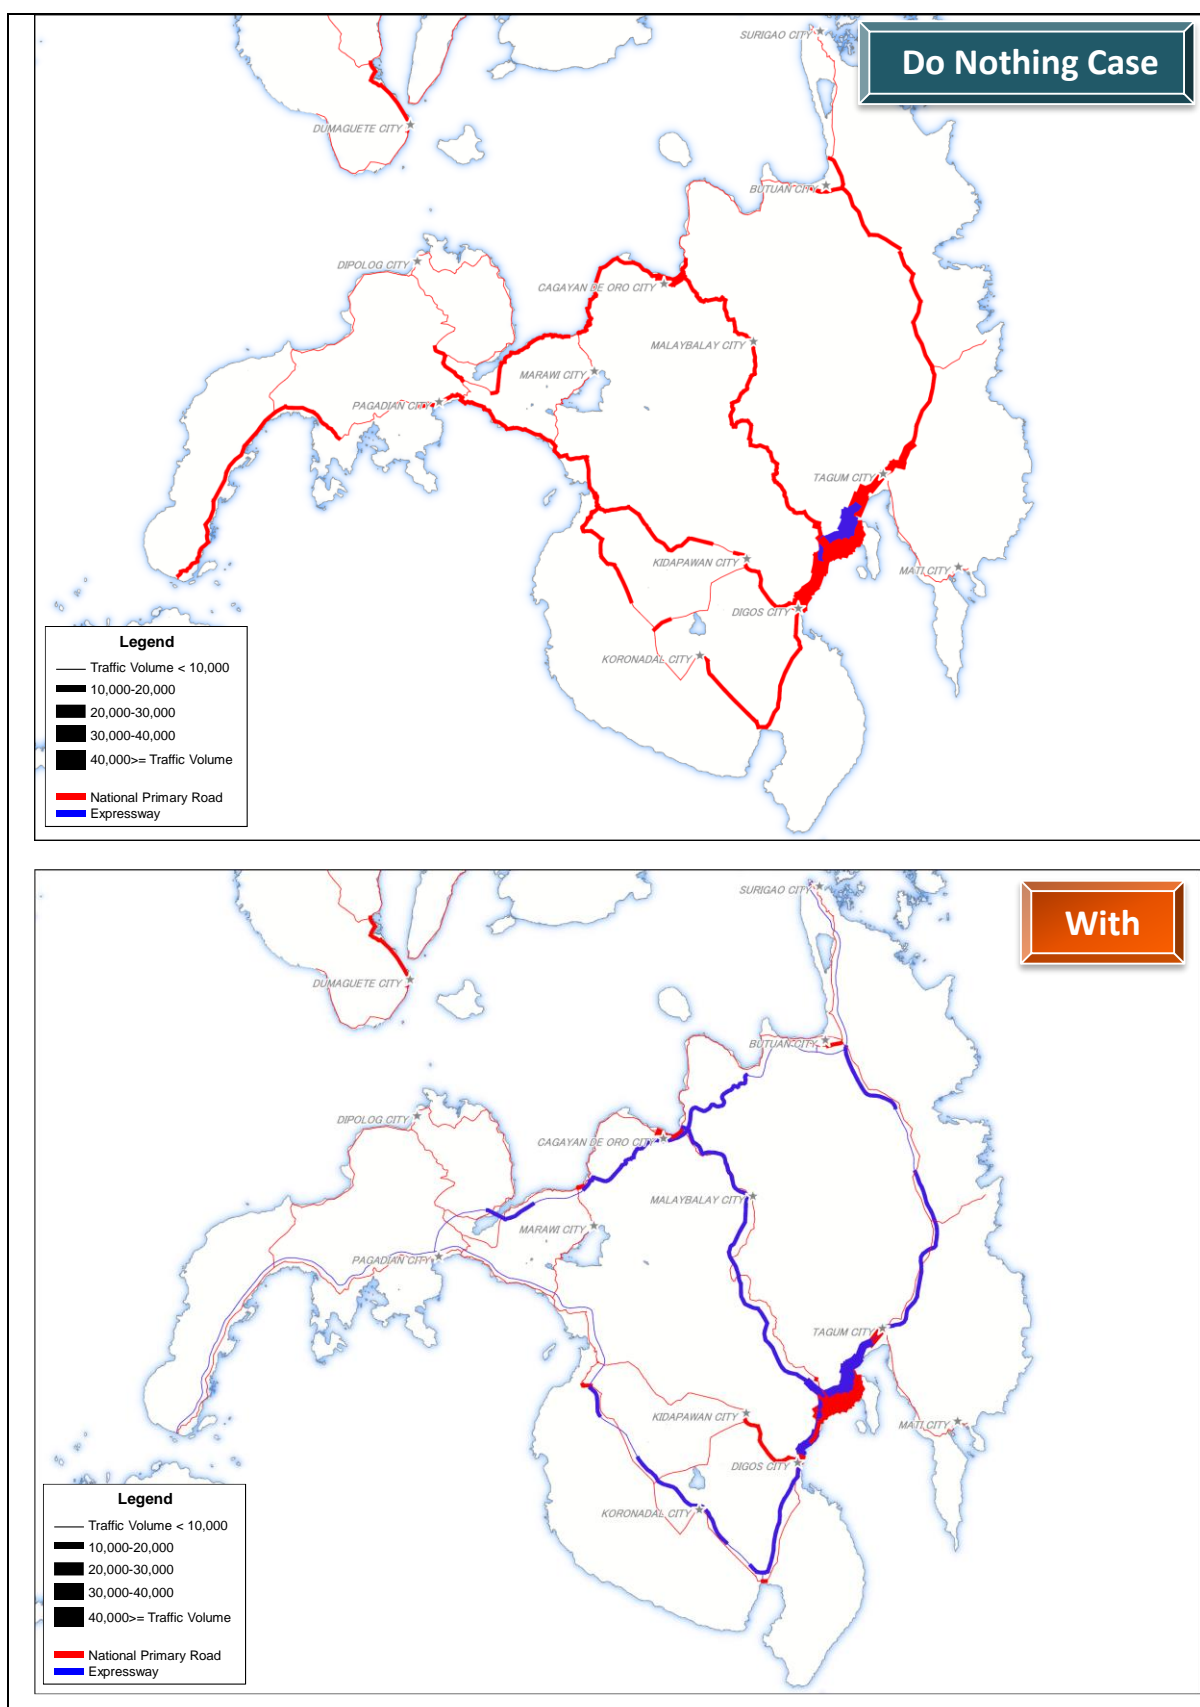 SURIGAO CITY
Do Nothing Case
DUMAGUETE CITY
BUTUAN CITY
DIPOLOG CITY
CAGAYAN DE ORO CITY
MALAYBALAY CITY
MARAWI CITY
PAGADIAN CITY
TAGUM CITY
KIDAPAWAN CITY
MATI CITY
DIGOS CITY
KORONADAL CITY
Legend
Traffic Volume < 10,000
10,000-20,000
20,000-30,000
30,000-40,000
40,000>= Traffic Volume
National Primary Road
Expressway
SURIGAO CITY
With
DUMAGUETE CITY
BUTUAN CITY
DIPOLOG CITY
CAGAYAN DE ORO CITY
MALAYBALAY CITY
MARAWI CITY
PAGADIAN CITY
TAGUM CITY
KIDAPAWAN CITY
MATI CITY
DIGOS CITY
KORONADAL CITY
Legend
Traffic Volume < 10,000
10,000-20,000
20,000-30,000
30,000-40,000
40,000>= Traffic Volume
National Primary Road
Expressway